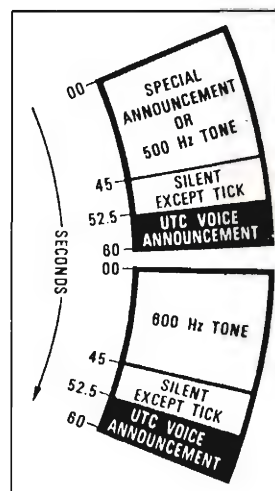 00
SPECIAL
ANNOUNCEMENT
OR
500 Hz TONE
45
SILENT
EXCEPT TICK
52.5
UTC VOICE
ANNOUNCEMENT
60
00
SECONDS
600 Hz TONE
45
SILENT
EXCEPT TICK
52.5
UTC VOICE
ANNOUNCEMENT
60